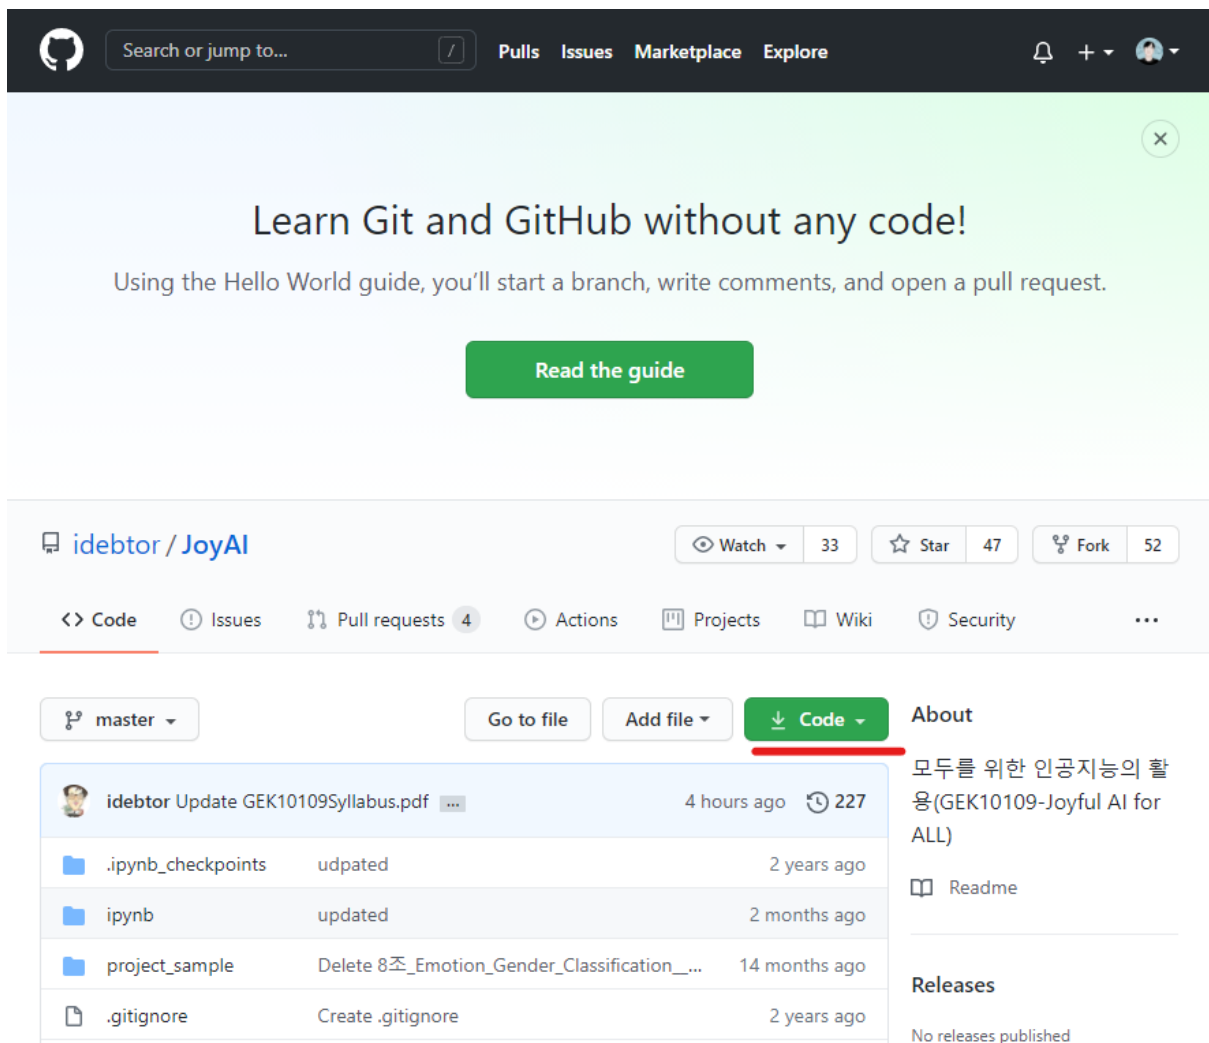 Search or jump to... /
Pulls Issues Marketplace Explore
Learn Git and GitHub without any code!
Using the Hello World guide, you’ll start a branch, write comments, and open a pull request.
Read the guide
idebtor / JoyAI
Watch 33 Star 47 Fork 52
Code Issues Pull requests 4 Actions Projects Wiki Security ...
master Go to file Add file Code
idebtor Update GEK10109Syllabus.pdf ... 4 hours ago 227
.ipynb_checkpoints udpated 2 years ago
ipynb updated 2 months ago
project_sample Delete 8조_Emotion_Gender_Classification__... 14 months ago
.gitignore Create .gitignore 2 years ago
About
모두를 위한 인공지능의 활
용(GEK10109-Joyful AI for
ALL)
Readme
Releases
No releases published